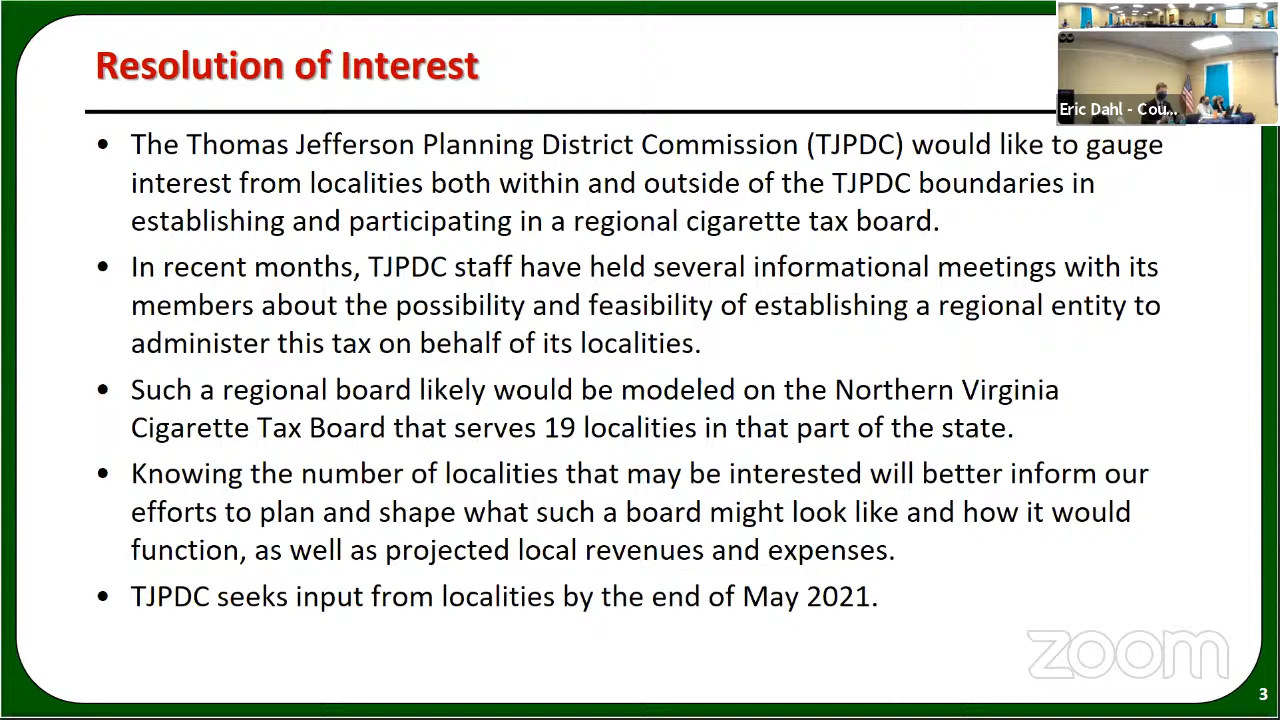 Resolution of Interest
Eric Dahl - Cou...
• The Thomas Jefferson Planning District Commission (TJPDC) would like to gauge
interest from localities both within and outside of the TJPDC boundaries in
establishing and participating in a regional cigarette tax board.
• In recent months, TJPDC staff have held several informational meetings with its
members about the possibility and feasibility of establishing a regional entity to
administer this tax on behalf of its localities.
• Such a regional board likely would be modeled on the Northern Virginia
Cigarette Tax Board that serves 19 localities in that part of the state.
• Knowing the number of localities that may be interested will better inform our
efforts to plan and shape what such a board might look like and how it would
function, as well as projected local revenues and expenses.
• TJPDC seeks input from localities by the end of May 2021.
zoom
3